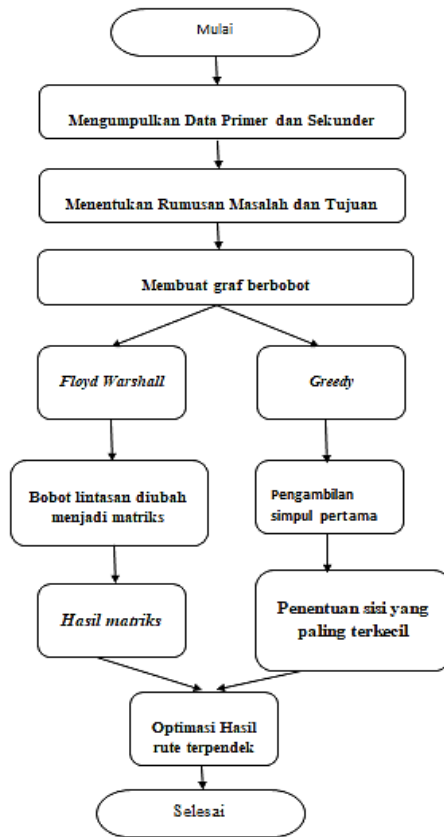 Mulai
Mengumpulkan Data Primer dan Sekunder
Menentukan Rumusan Masalah dan Tujuan
Membuat graf berbobot
Floyd Warshall
Greedy
Bobot lintasan diubah
menjadi matriks
Pengambilan
simpul pertama
Hasil matriks
Penentuan sisi yang
paling terkecil
Optimasi Hasil
rute terpendek
Selesai